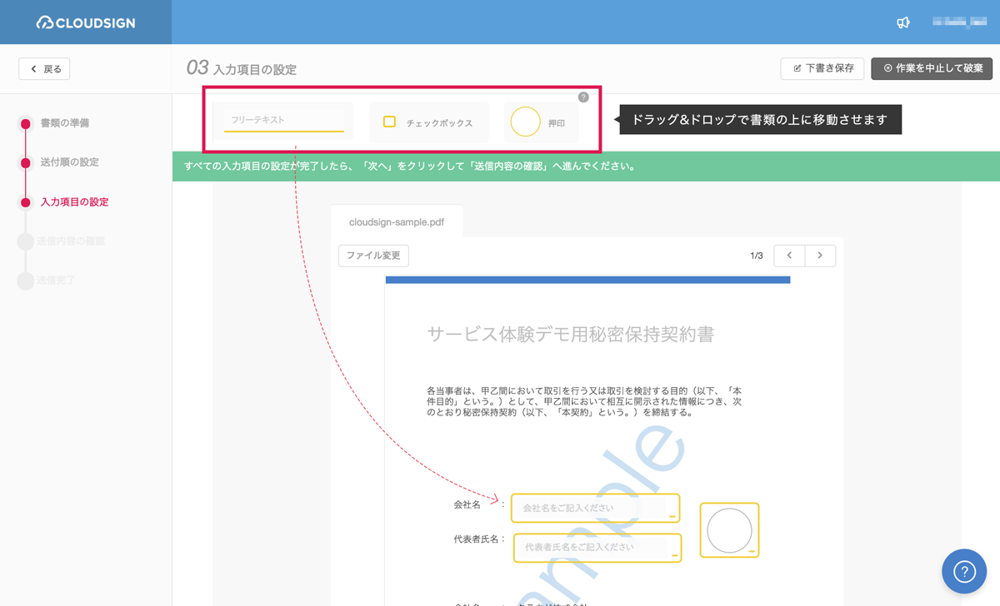 CLOUDSIGN
戻る
03 入力項目の設定
下書き保存
作業を中止して破棄
書類の準備
送付順の設定
入力項目の設定
送信内容の確認
送信完了
フリーテキスト
チェックボックス
押印
?
ドラッグ&ドロップで書類の上に移動させます
すべての入力項目の設定が完了したら、「次へ」をクリックして「送信内容の確認」へ進んでください。
cloudsign-sample.pdf
ファイル変更
1/3
サービス体験デモ用秘密保持契約書
各当事者は、甲乙間において取引を行う又は取引を検討する目的（以下、「本
件目的」という。）として、甲乙間において相互に開示された情報につき、次
のとおり秘密保持契約（以下、「本契約」という。）を締結する。
会社名 ：
会社名をご記入ください
代表者氏名：
代表者氏名をご記入ください
ample
?